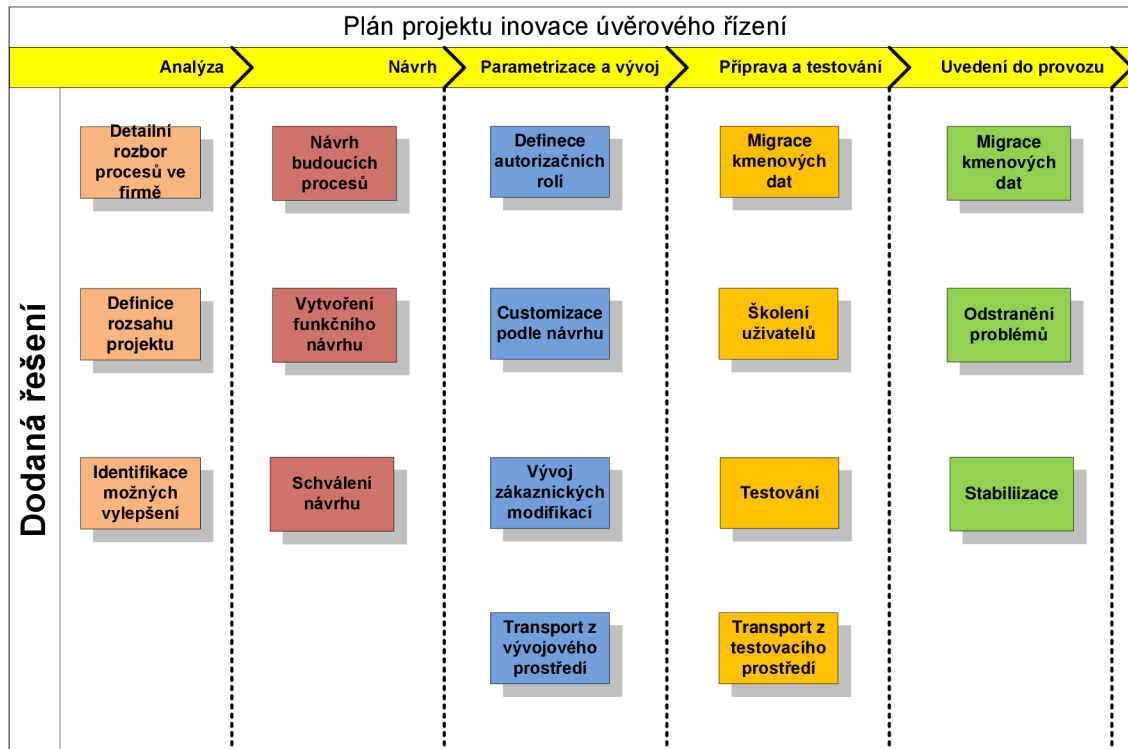 Plán projektu inovace úvěrového řízení
Analýza
Návrh
Parametrizace a vývoj
Příprava a testování
Uvedení do provozu
Dodaná řešení
Detailní
rozbor
procesů ve
firmě
Návrh
budoucích
procesů
Definece
autorizačních
rolí
Migrace
kmenových
dat
Migrace
kmenových
dat
Definice
rozsahu
projektu
Vytvoření
funkčního
návrhu
Customizace
podle návrhu
Školení
uživatelů
Odstranění
problémů
Identifikace
možných
vylepšení
Schválení
návrhu
Vývoj
zákaznických
modifikací
Testování
Stabiliizace
Transport z
vývojového
prostředí
Transport z
testovacího
prostředí